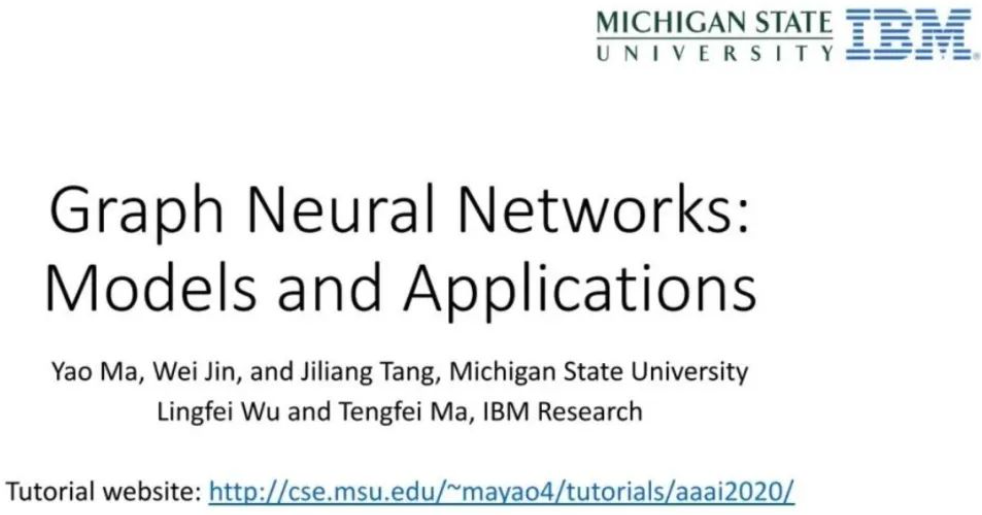 MICHIGAN STATE
UNIVERSITY
IBM
Graph Neural Networks:
Models and Applications
Yao Ma, Wei Jin, and Jiliang Tang, Michigan State University
Lingfei Wu and Tengfei Ma, IBM Research
Tutorial website: http://cse.msu.edu/~mayao4/tutorials/aaai2020/